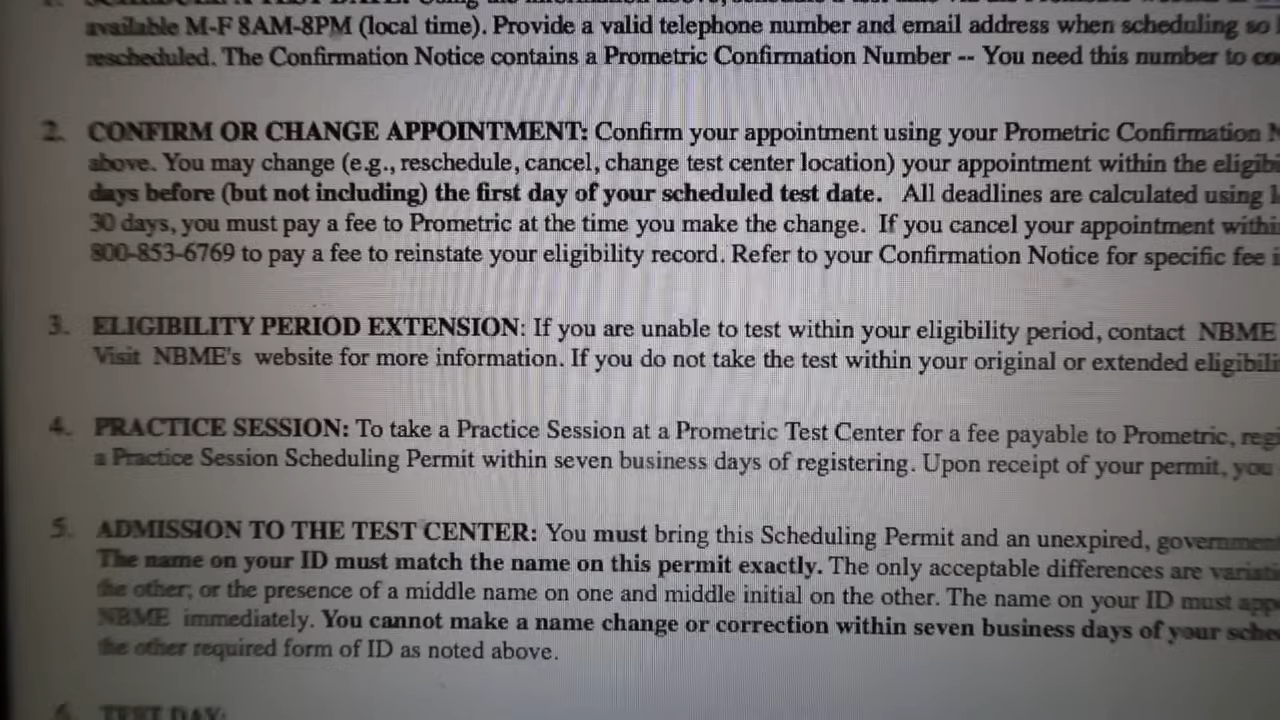 available M-F 8AM-8PM (local time). Provide a valid telephone number and email address when scheduling so
rescheduled. The Confirmation Notice contains a Prometric Confirmation Number -- You need this number to
2. CONFIRM OR CHANGE APPOINTMENT: Confirm your appointment using your Prometric Confirmation
above. You may change (e.g., reschedule, cancel, change test center location) your appointment within the
days before (but not including) the first day of your scheduled test date. All deadlines are calculated using
30 days, you must pay a fee to Prometric at the time you make the change. If you cancel your appointment
800-853-6769 to pay a fee to reinstate your eligibility record. Refer to your Confirmation Notice for specific fee
3. ELIGIBILITY PERIOD EXTENSION: If you are unable to test within your eligibility period, contact NBME
Visit NBME's website for more information. If you do not take the test within your original or extended
4. PRACTICE SESSION: To take a Practice Session at a Prometric Test Center for a fee payable to Prometric,
a Practice Session Scheduling Permit within seven business days of registering. Upon receipt of your permit, you
5. ADMISSION TO THE TEST CENTER: You must bring this Scheduling Permit and an unexpired,
The name on your ID must match the name on this permit exactly. The only acceptable differences are
the other; or the presence of a middle name on one and middle initial on the other. The name on your ID must
NBME immediately. You cannot make a name change or correction within seven business days of your
the other required form of ID as noted above.
6. TEST DAY: